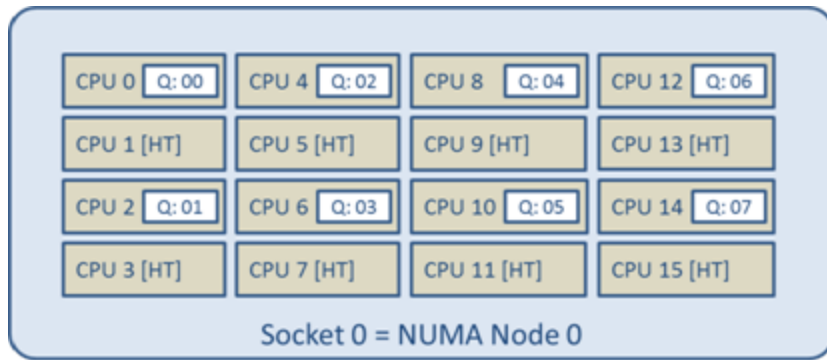 CPU 0 Q: 00 CPU 4 Q: 02 CPU 8 Q: 04 CPU 12 Q: 06
CPU 1 [HT] CPU 5 [HT] CPU 9 [HT] CPU 13 [HT]
CPU 2 Q: 01 CPU 6 Q: 03 CPU 10 Q: 05 CPU 14 Q: 07
CPU 3 [HT] CPU 7 [HT] CPU 11 [HT] CPU 15 [HT]
Socket 0 = NUMA Node 0